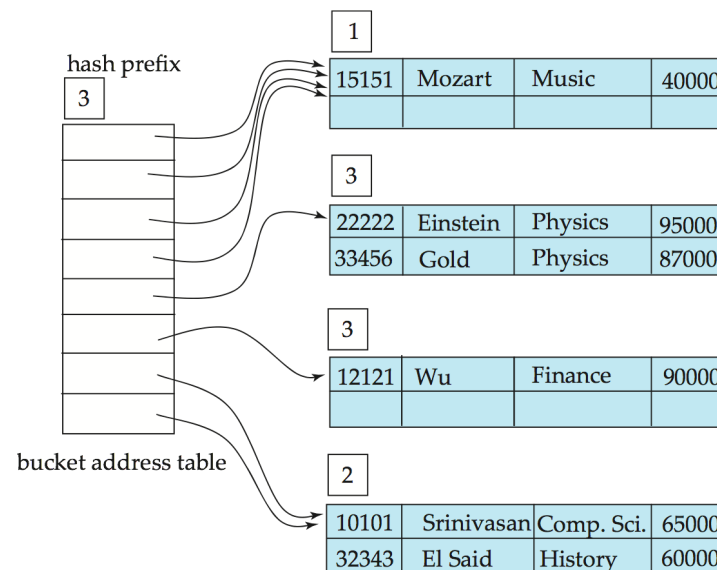 hash prefix
3
bucket address table
1
15151 Mozart Music 40000
3
22222 Einstein Physics 95000
33456 Gold Physics 87000
3
12121 Wu Finance 90000
2
10101 Srinivasan Comp. Sci. 65000
32343 El Said History 60000